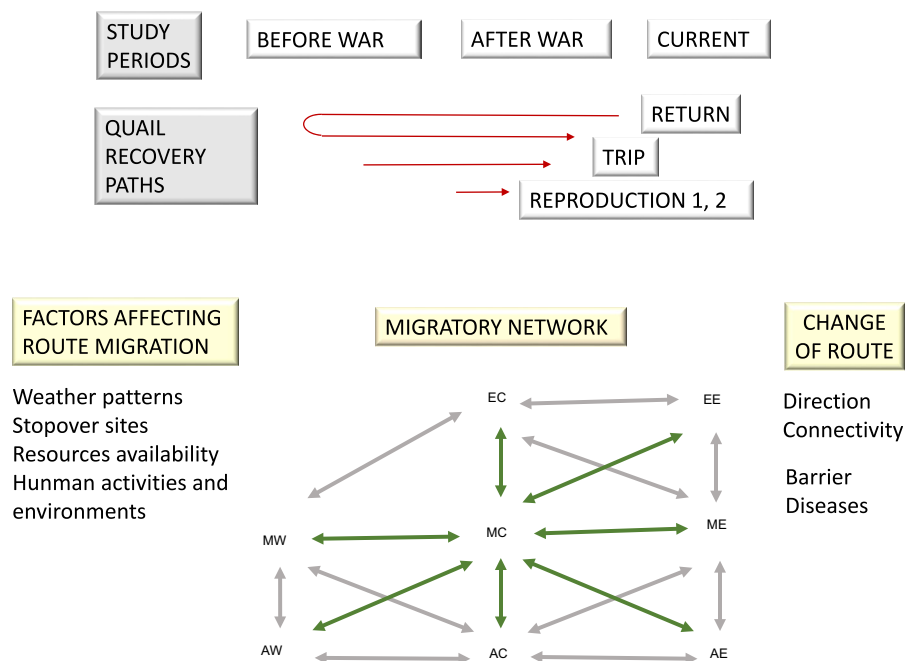 STUDY
PERIODS
BEFORE WAR
AFTER WAR
CURRENT
QUAIL
RECOVERY
PATHS
RETURN
TRIP
REPRODUCTION 1, 2
FACTORS AFFECTING
ROUTE MIGRATION
MIGRATORY NETWORK
CHANGE
OF ROUTE
Weather patterns
Stopover sites
Resources availability
Hunman activities and
environments
EC
EE
MW
MC
ME
AW
AC
AE
Direction
Connectivity
Barrier
Diseases